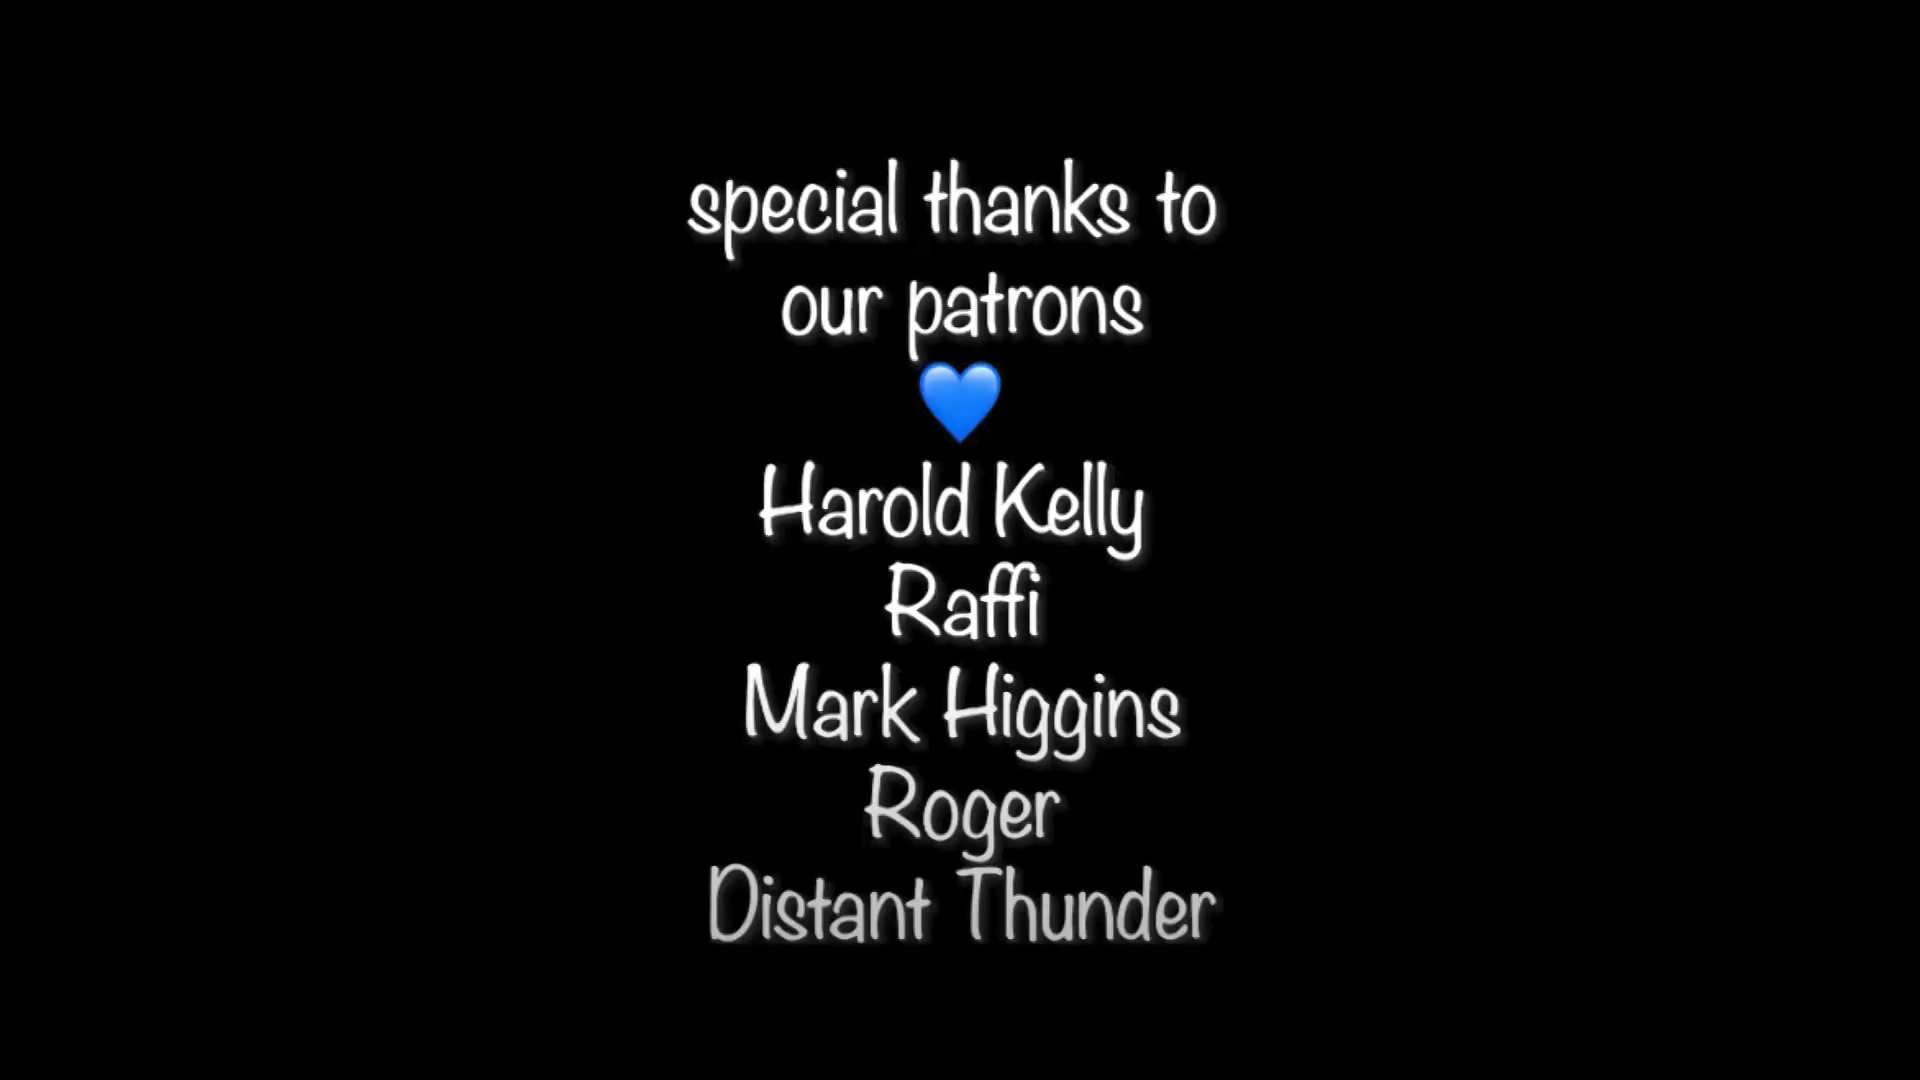 special thanks to
our patrons
💙
Harold Kelly
Raffi
Mark Higgins
Roger
Distant Thunder